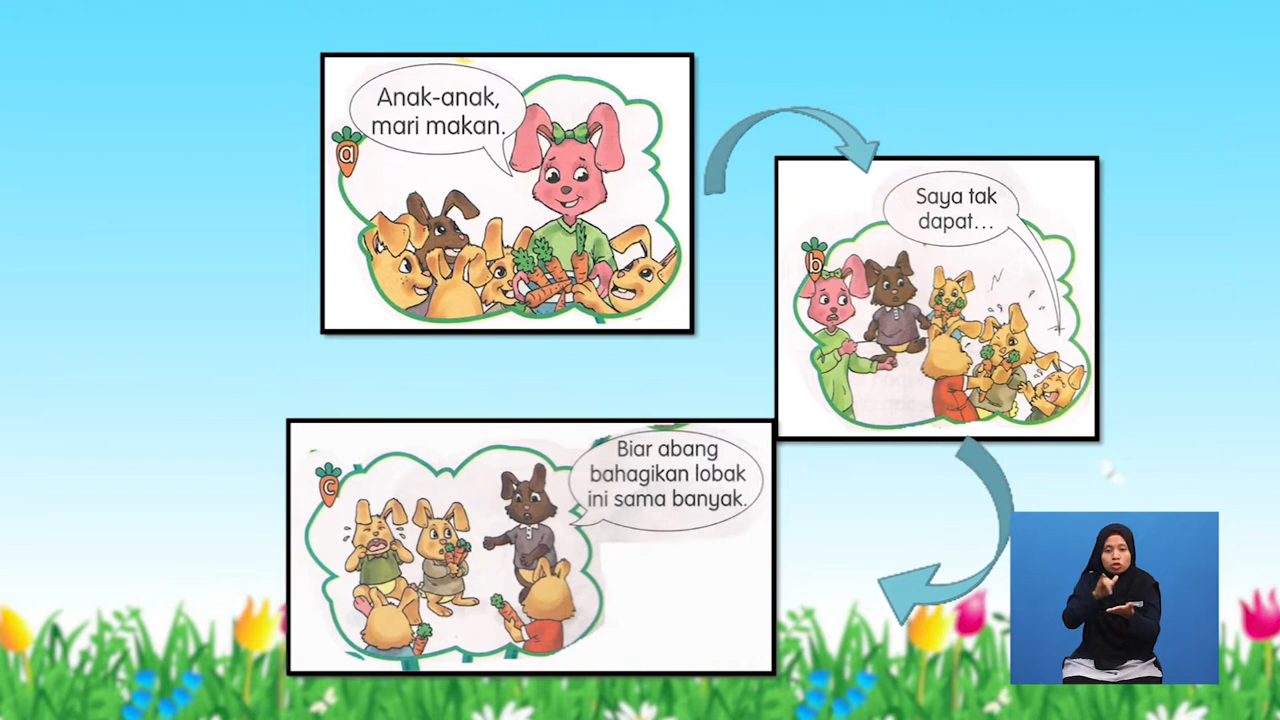 Anak-anak,
mari makan.
a
Saya tak
dapat...
b
Biar abang
bahagikan lobak
ini sama banyak.
c